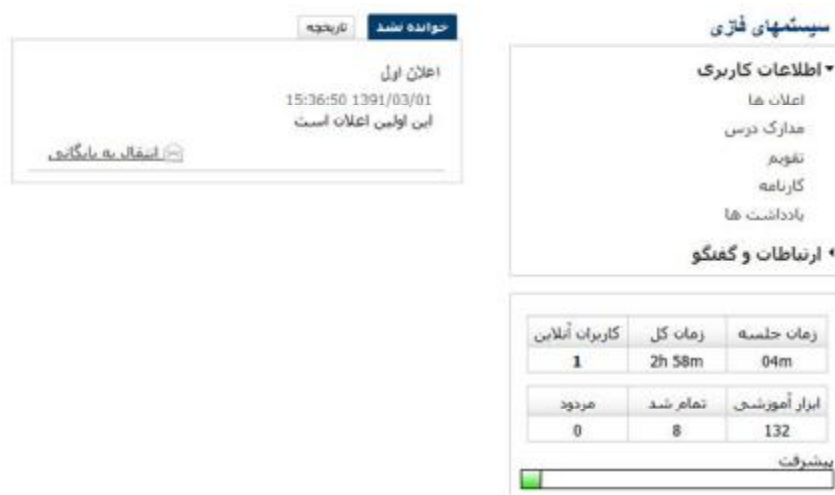 سیستمهای فازی
▾ اطلاعات کاربری
اعلان ها
مدارک درس
تقویم
کارنامه
یادداشت ها
ارتباطات و گفتگو
زمان جلسه زمان کل کاربران آنلاین
04m 2h 58m 1
ابزار آموزشی تمام شد مردود
132 8 0
پیشرفت
خوانده نشد تاریخچه
اعلان اول
1391/03/01 15:36:50
این اولین اعلان است
انتقال به بایگانی